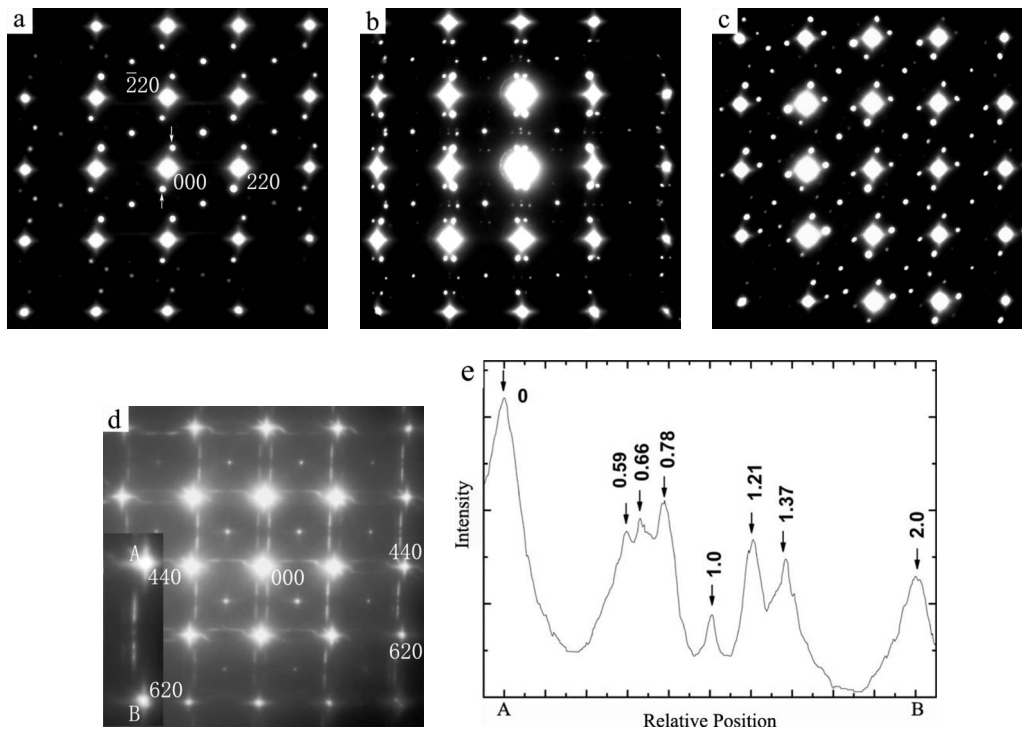 a
2̅20
000
220
b
c
d
A
440
000
440
620
620
B
e
Intensity
0
0.59
0.66
0.78
1.0
1.21
1.37
2.0
A
Relative Position
B